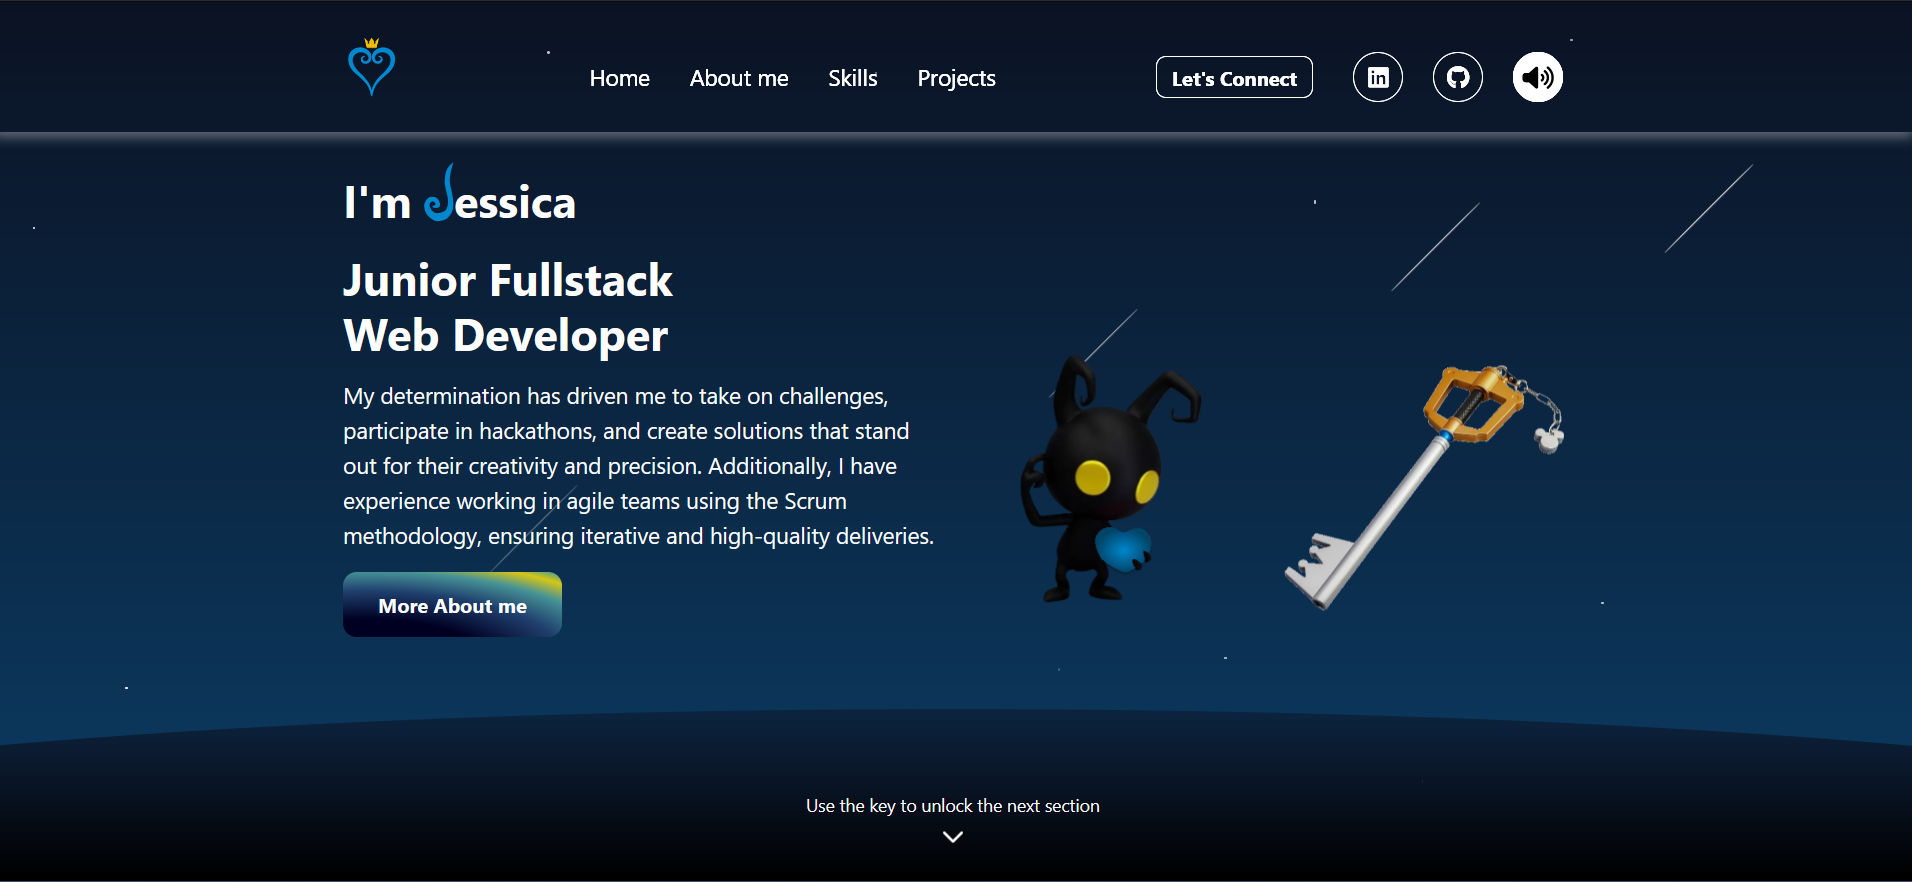 Home About me Skills Projects Let's Connect in
I'm Jessica
Junior Fullstack
Web Developer
My determination has driven me to take on challenges,
participate in hackathons, and create solutions that stand
out for their creativity and precision. Additionally, I have
experience working in agile teams using the Scrum
methodology, ensuring iterative and high-quality deliveries.
More About me
Use the key to unlock the next section